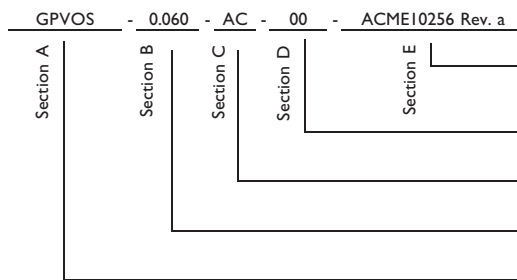 GPVOS - 0.060 - AC - 00 - ACME10256 Rev. a
Section A
Section B
Section C
Section D
Section E